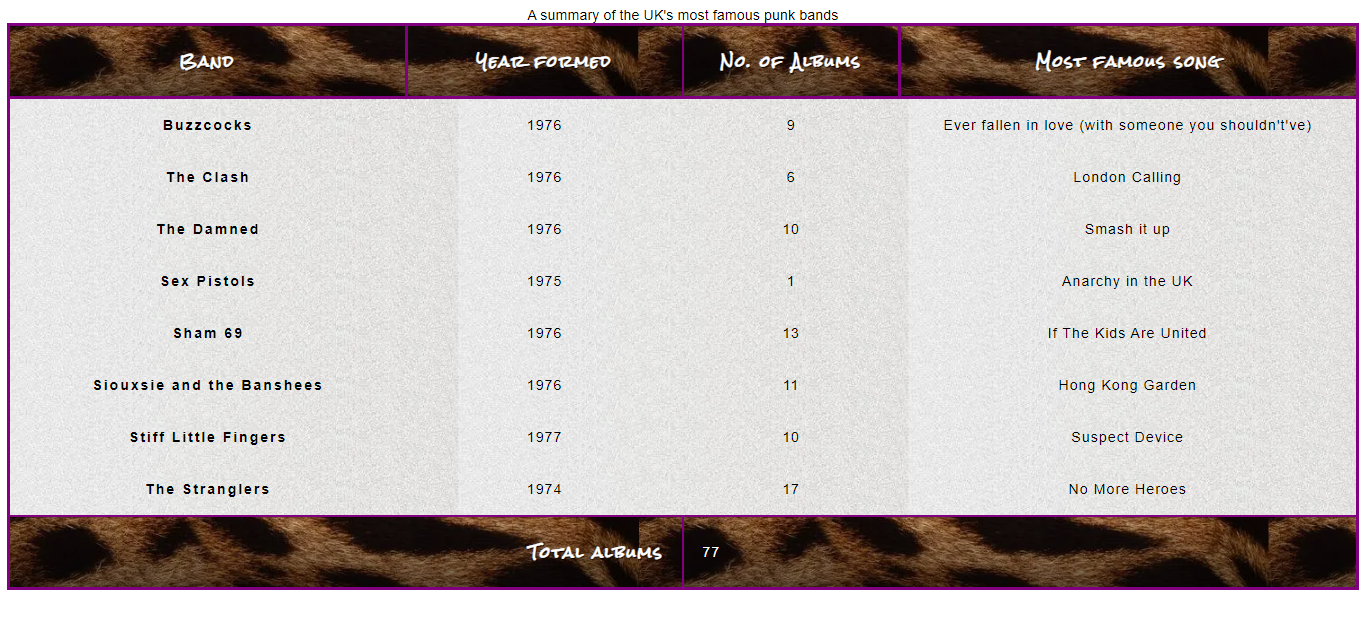 A summary of the UK's most famous punk bands
Band Year formed No. of Albums Most famous song
Buzzcocks 1976 9 Ever fallen in love (with someone you shouldn't've)
The Clash 1976 6 London Calling
The Damned 1976 10 Smash it up
Sex Pistols 1975 1 Anarchy in the UK
Sham 69 1976 13 If The Kids Are United
Siouxsie and the Banshees 1976 11 Hong Kong Garden
Stiff Little Fingers 1977 10 Suspect Device
The Stranglers 1974 17 No More Heroes
Total albums 77